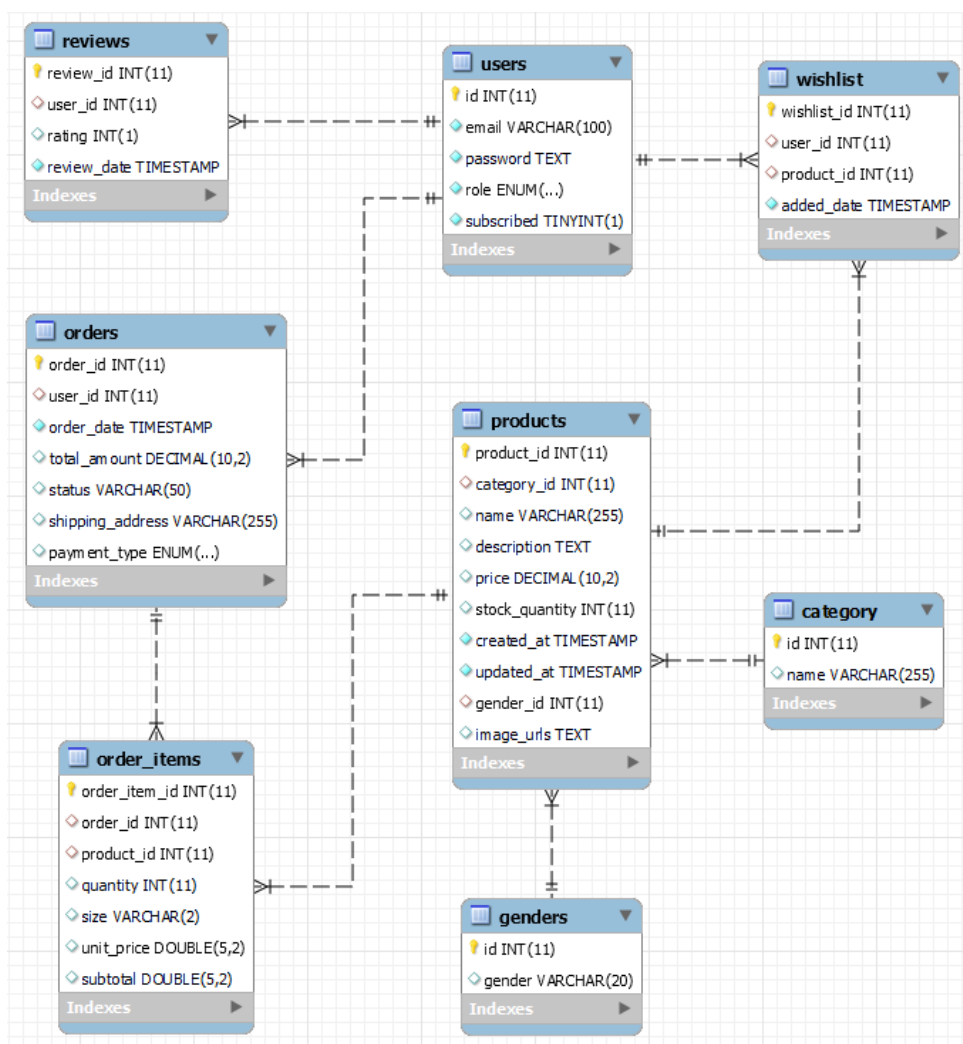 reviews
review_id INT(11)
user_id INT(11)
rating INT(1)
review_date TIMESTAMP
Indexes
users
id INT(11)
email VARCHAR(100)
password TEXT
role ENUM(...)
subscribed TINYINT(1)
Indexes
wishlist
wishlist_id INT(11)
user_id INT(11)
product_id INT(11)
added_date TIMESTAMP
Indexes
orders
order_id INT(11)
user_id INT(11)
order_date TIMESTAMP
total_amount DECIMAL(10,2)
status VARCHAR(50)
shipping_address VARCHAR(255)
payment_type ENUM(...)
Indexes
products
product_id INT(11)
category_id INT(11)
name VARCHAR(255)
description TEXT
price DECIMAL(10,2)
stock_quantity INT(11)
created_at TIMESTAMP
updated_at TIMESTAMP
gender_id INT(11)
image_urls TEXT
Indexes
category
id INT(11)
name VARCHAR(255)
Indexes
order_items
order_item_id INT(11)
order_id INT(11)
product_id INT(11)
quantity INT(11)
size VARCHAR(2)
unit_price DOUBLE(5,2)
subtotal DOUBLE(5,2)
Indexes
genders
id INT(11)
gender VARCHAR(20)
Indexes